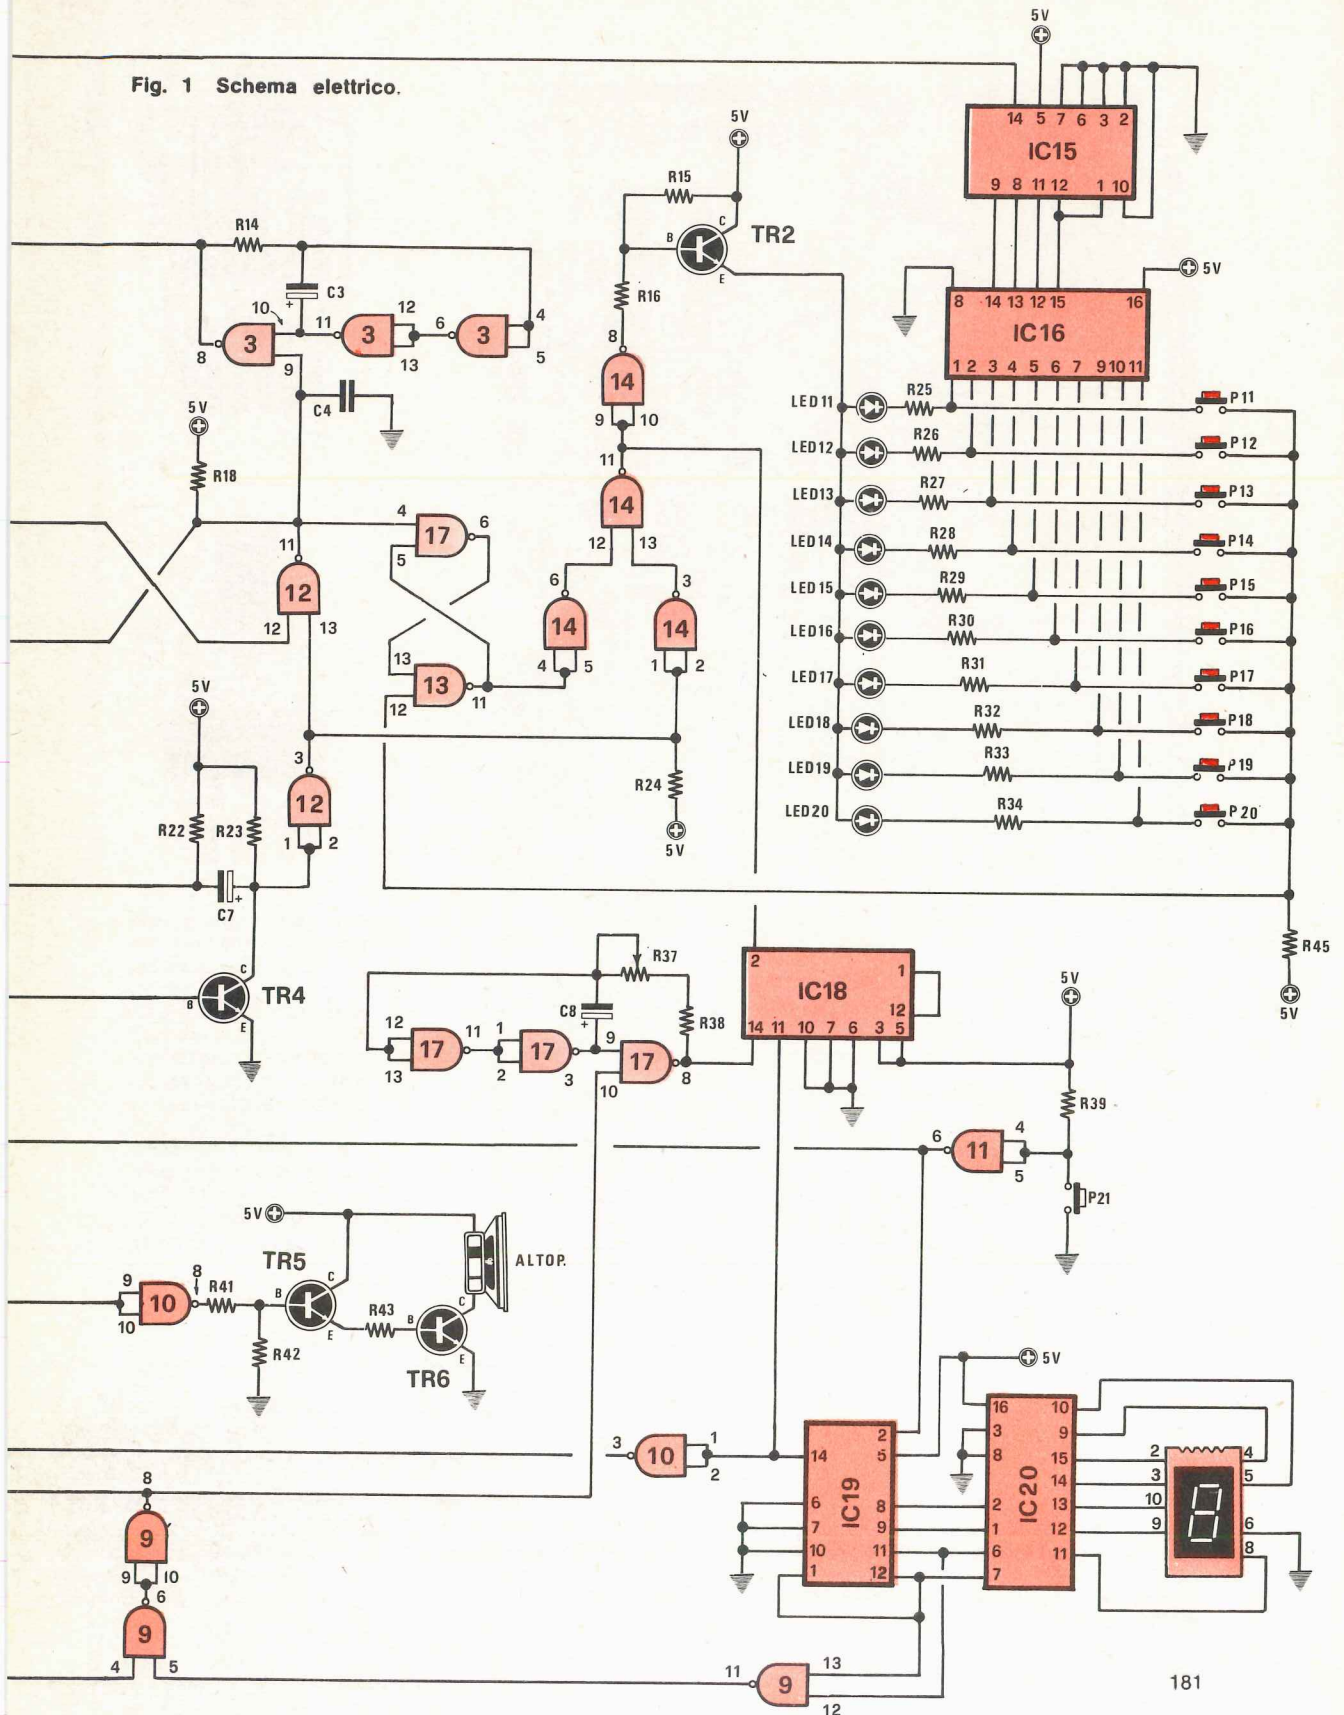 5V
Fig. 1 Schema elettrico.
14 5 7 6 3 2
IC15
9 8 11 12 1 10
5V
R15
C
B
TR2
E
R14
R16
5V
8 14 13 12 15 16
IC16
1 2 3 4 5 6 7 9 10 11
C3
+
10
11
12
6
4
3
3
3
8
9
13
5
8
14
9 10
C4
5V
R18
LED11
R25
P11
LED12
R26
P12
LED13
R27
P13
LED14
R28
P14
LED15
R29
P15
LED16
R30
P16
LED17
R31
P17
LED18
R32
P18
LED19
R33
P19
LED20
R34
P20
11
14
12 13
4
17
6
5
11
12
12 13
6
14
4 5
3
14
1 2
13
13
12
11
5V
3
12
1 2
R22
R23
R24
5V
C7
+
C
B
TR4
E
R45
5V
R37
C8
+
R38
12
17
11
13
1
17
2
3
9
17
10
8
2
IC18
1
12
14 11 10 7 6 3 5
5V
R39
6
11
4
5
P21
5V
ALTOP.
TR5
C
B
E
9
10
8
10
R41
R42
R43
C
B
E
TR6
5V
3
10
1
2
2
14
5
6
8
7
9
10
11
1
12
IC19
16
10
3
9
8
15
14
2
13
1
12
6
11
7
IC20
2
4
3
5
10
9
6
8
8
9
9 10
6
9
4 5
11
9
13
12
181